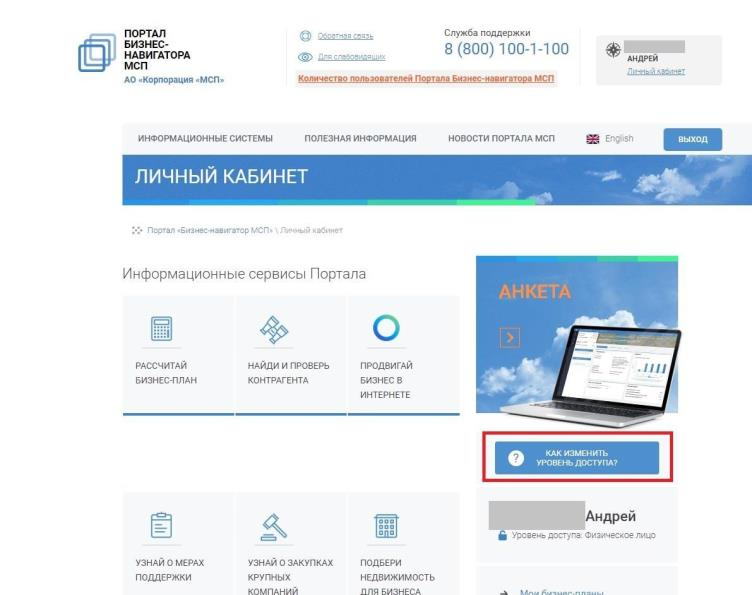 ПОРТАЛ
БИЗНЕС-
НАВИГАТОРА
МСП
АО «Корпорация «МСП»
Обратная связь
Для слабовидящих
Количество пользователей Портала Бизнес-навигатора МСП
Служба поддержки
8 (800) 100-1-100
АНДРЕЙ
Личный кабинет
ИНФОРМАЦИОННЫЕ СИСТЕМЫ ПОЛЕЗНАЯ ИНФОРМАЦИЯ НОВОСТИ ПОРТАЛА МСП English ВЫХОД
ЛИЧНЫЙ КАБИНЕТ
Портал «Бизнес-навигатор МСП» \ Личный кабинет
Информационные сервисы Портала
РАССЧИТАЙ
БИЗНЕС-ПЛАН
НАЙДИ И ПРОВЕРЬ
КОНТРАГЕНТА
ПРОДВИГАЙ
БИЗНЕС В
ИНТЕРНЕТЕ
АНКЕТА
? КАК ИЗМЕНИТЬ
УРОВЕНЬ ДОСТУПА?
Андрей
Уровень доступа: Физическое лицо
УЗНАЙ О МЕРАХ
ПОДДЕРЖКИ
УЗНАЙ О ЗАКУПКАХ
КРУПНЫХ
КОМПАНИЙ
ПОДБЕРИ
НЕДВИЖИМОСТЬ
ДЛЯ БИЗНЕСА
Мои бизнес-планы